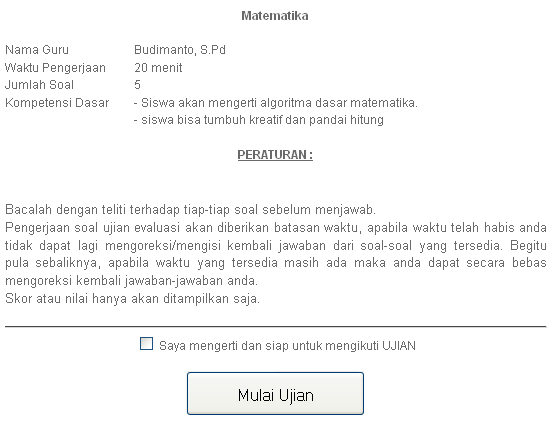 Matematika
Nama Guru Budimanto, S.Pd
Waktu Pengerjaan 20 menit
Jumlah Soal 5
Kompetensi Dasar - Siswa akan mengerti algoritma dasar matematika.
- siswa bisa tumbuh kreatif dan pandai hitung
PERATURAN :
Bacalah dengan teliti terhadap tiap-tiap soal sebelum menjawab.
Pengerjaan soal ujian evaluasi akan diberikan batasan waktu, apabila waktu telah habis anda
tidak dapat lagi mengoreksi/mengisi kembali jawaban dari soal-soal yang tersedia. Begitu
pula sebaliknya, apabila waktu yang tersedia masih ada maka anda dapat secara bebas
mengoreksi kembali jawaban-jawaban anda.
Skor atau nilai hanya akan ditampilkan saja.
Saya mengerti dan siap untuk mengikuti UJIAN
Mulai Ujian